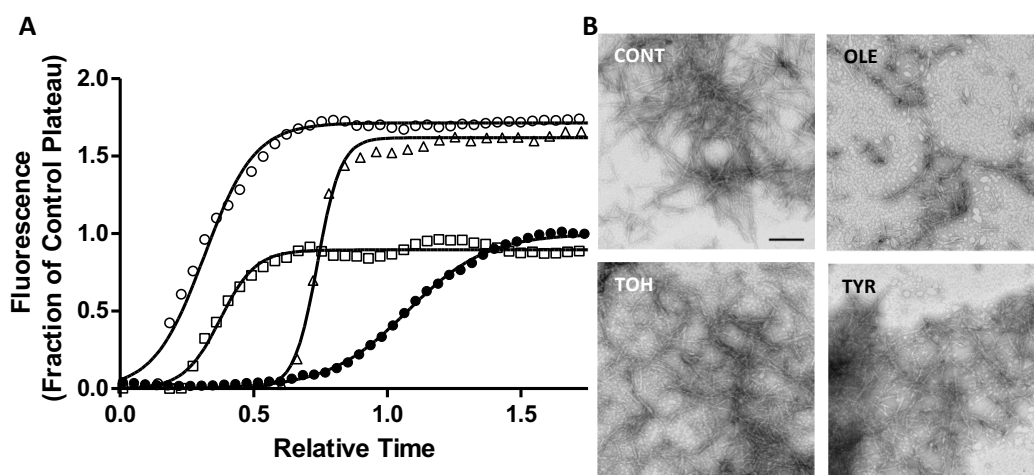 A
B
Fluorescence
(Fraction of Control Plateau)
2.0
1.5
1.0
0.5
0.0
0.0 0.5 1.0 1.5
Relative Time
CONT OLE
TOH TYR